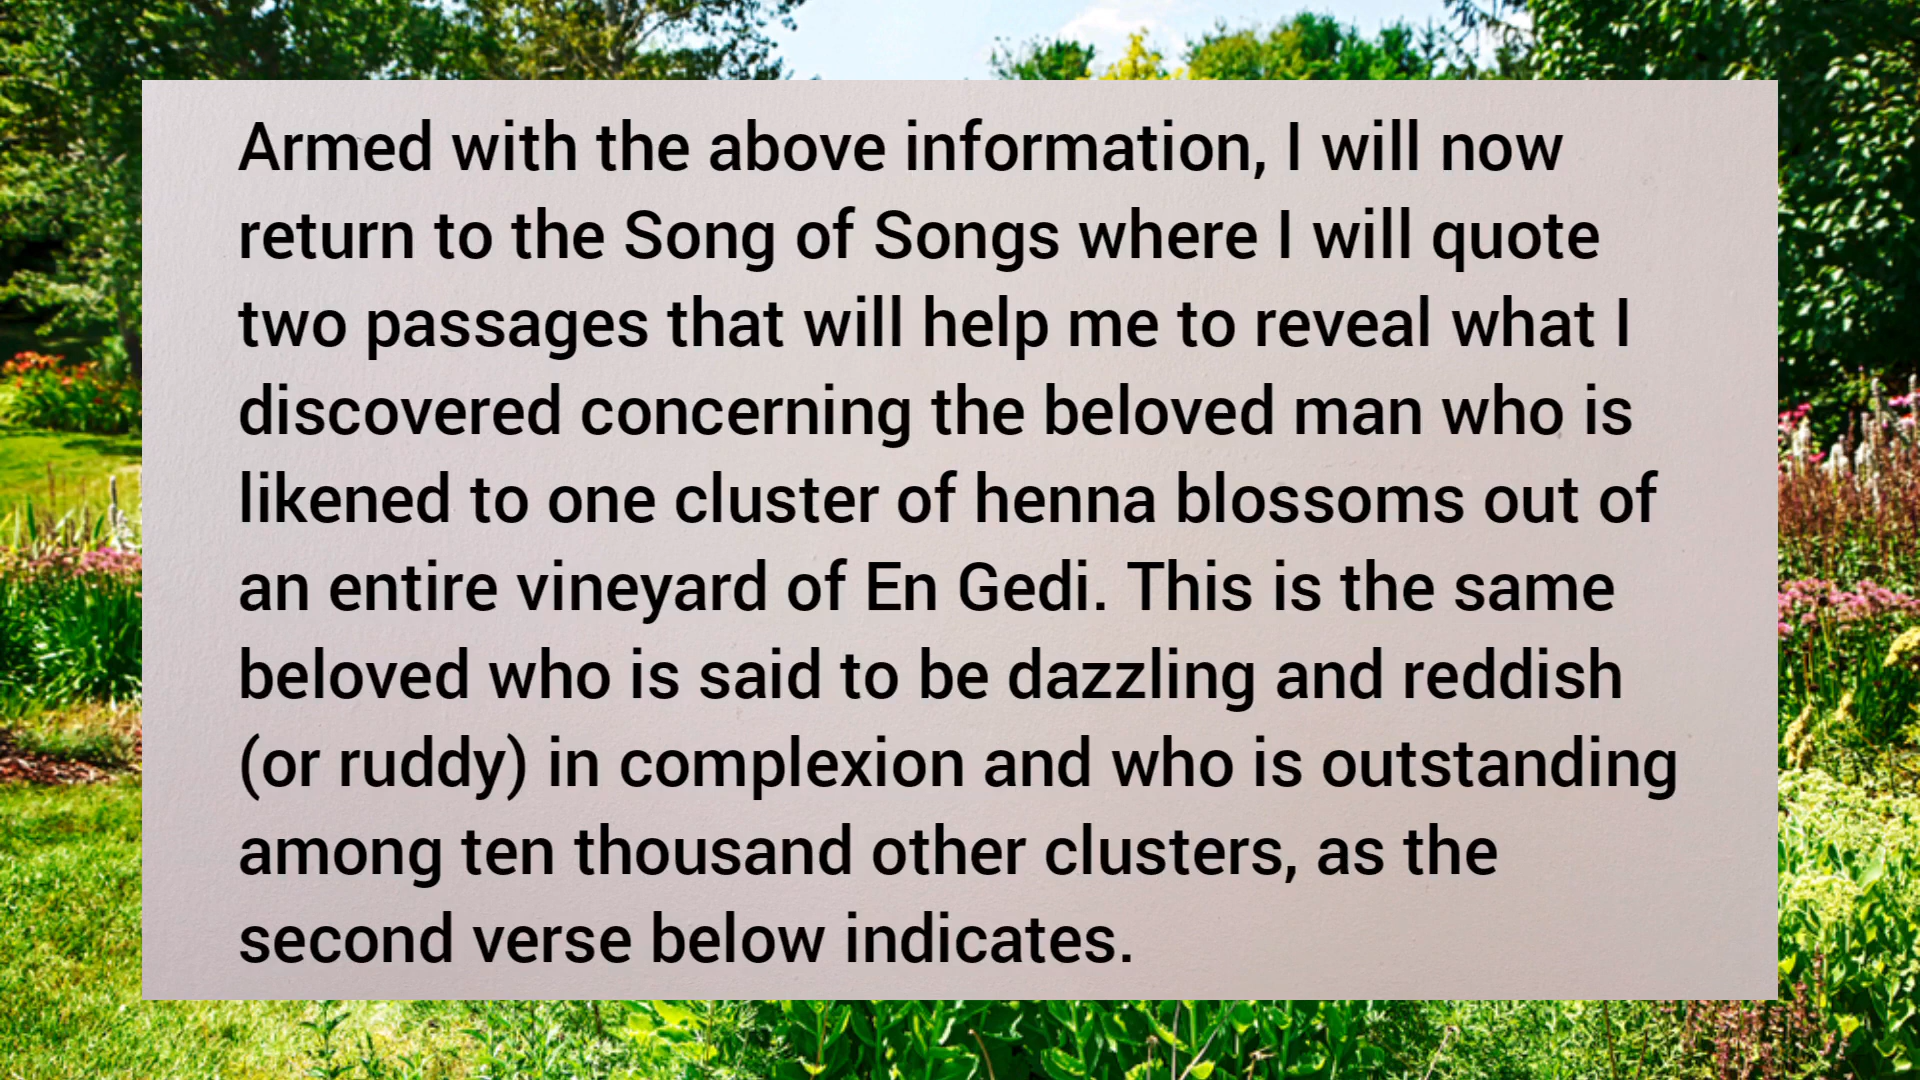 Armed with the above information, I will now
return to the Song of Songs where I will quote
two passages that will help me to reveal what I
discovered concerning the beloved man who is
likened to one cluster of henna blossoms out of
an entire vineyard of En Gedi. This is the same
beloved who is said to be dazzling and reddish
(or ruddy) in complexion and who is outstanding
among ten thousand other clusters, as the
second verse below indicates.